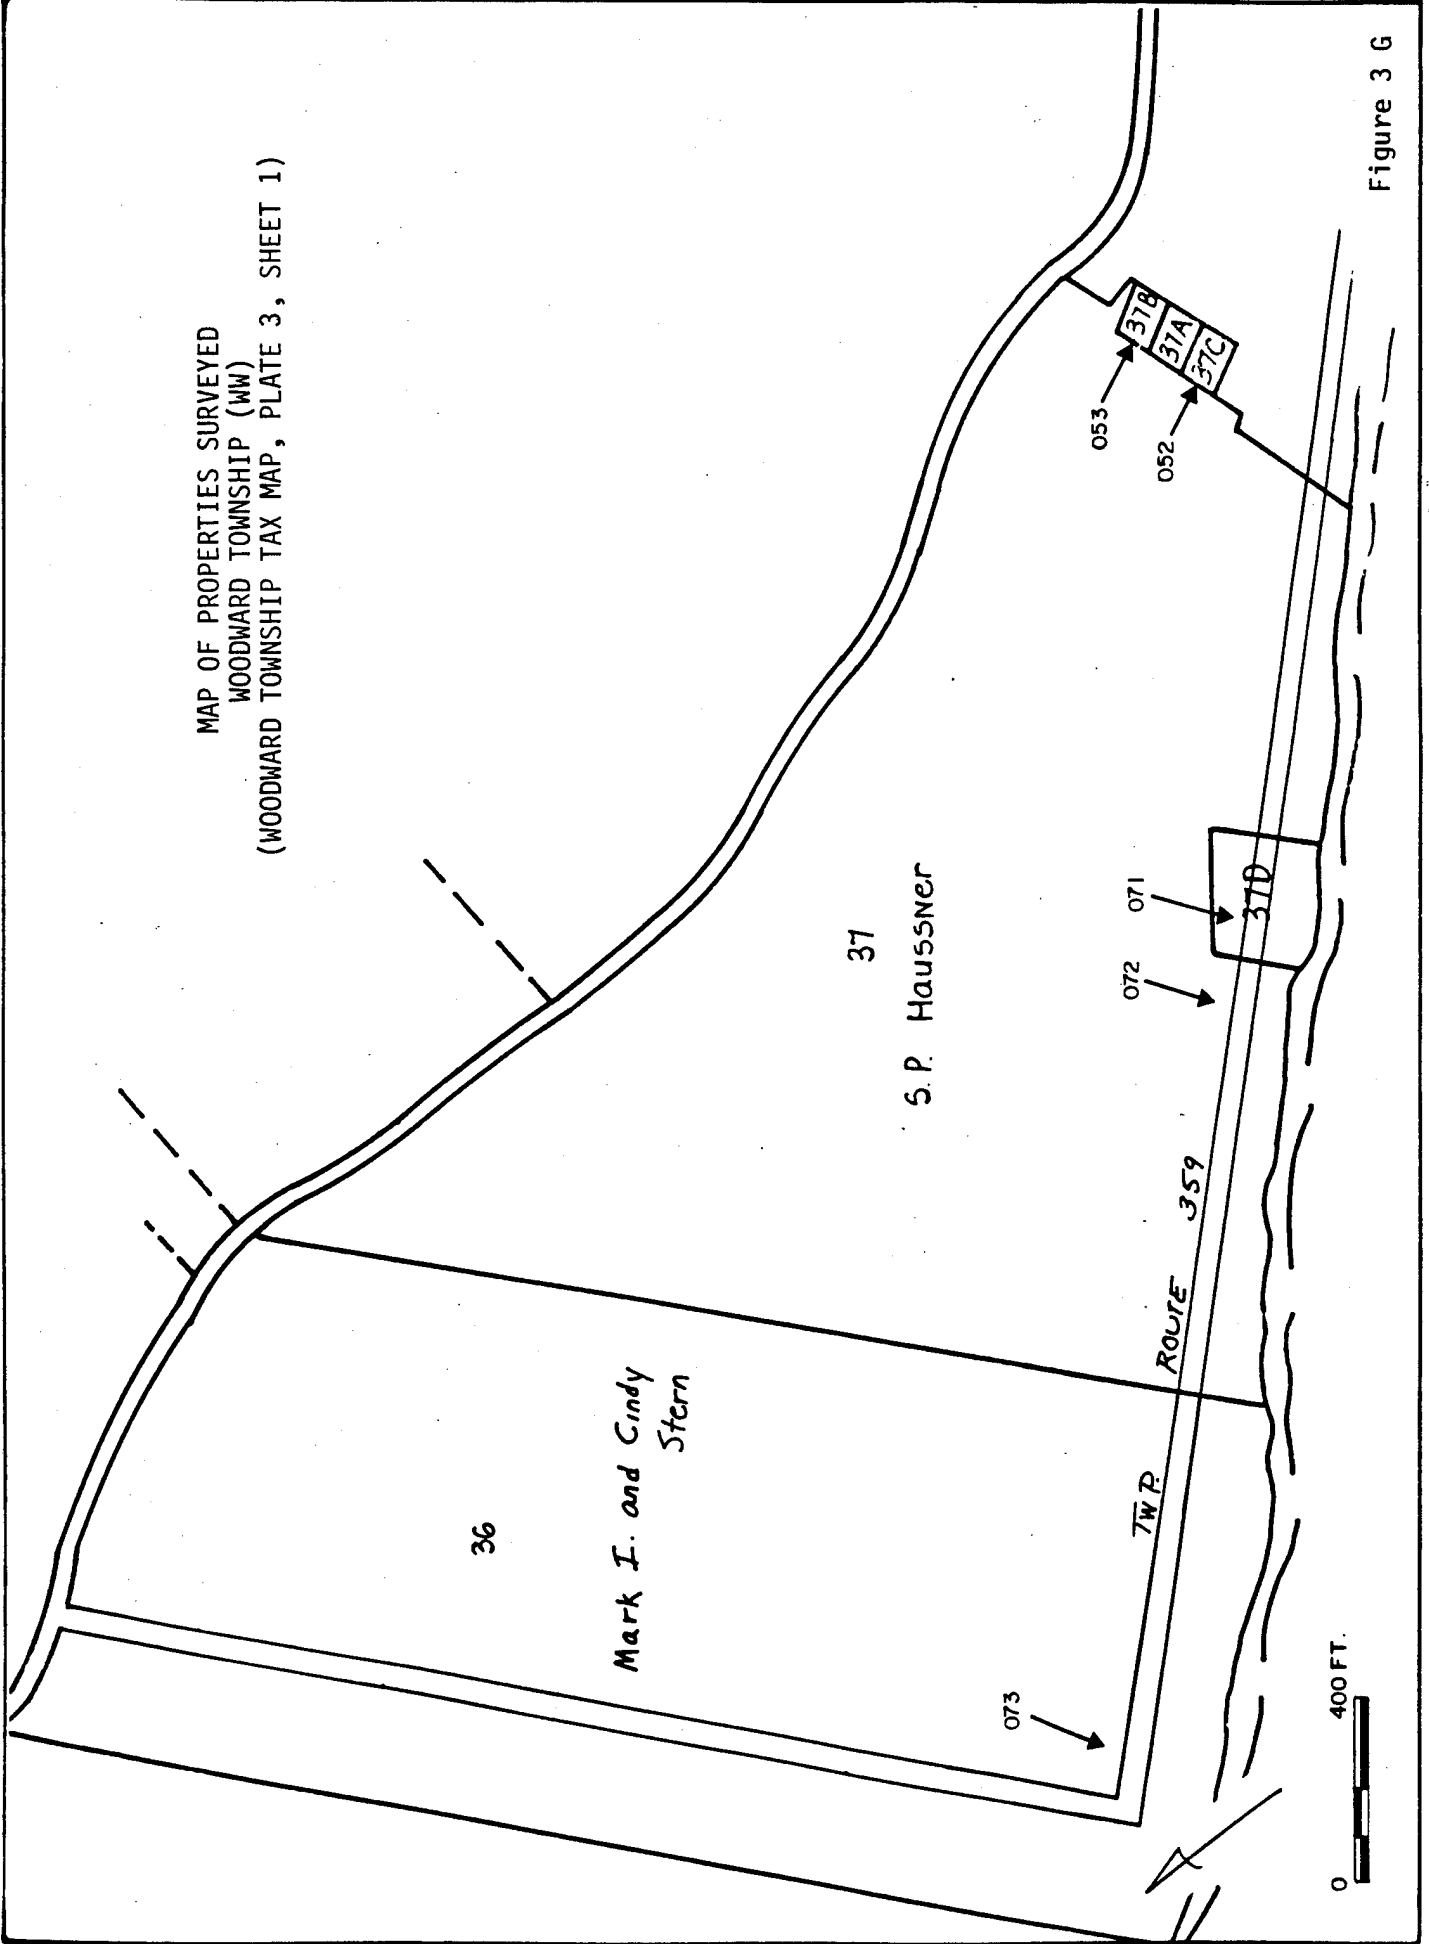 MAP OF PROPERTIES SURVEYED
WOODWARD TOWNSHIP (WW)
(WOODWARD TOWNSHIP TAX MAP, PLATE 3, SHEET 1)
36
Mark I. and Cindy
Stern
37
S.P. Haussner
053
37B
37A
37C
052
071
37D
072
TWP. ROUTE 359
073
0 400 FT.
Figure 3 G